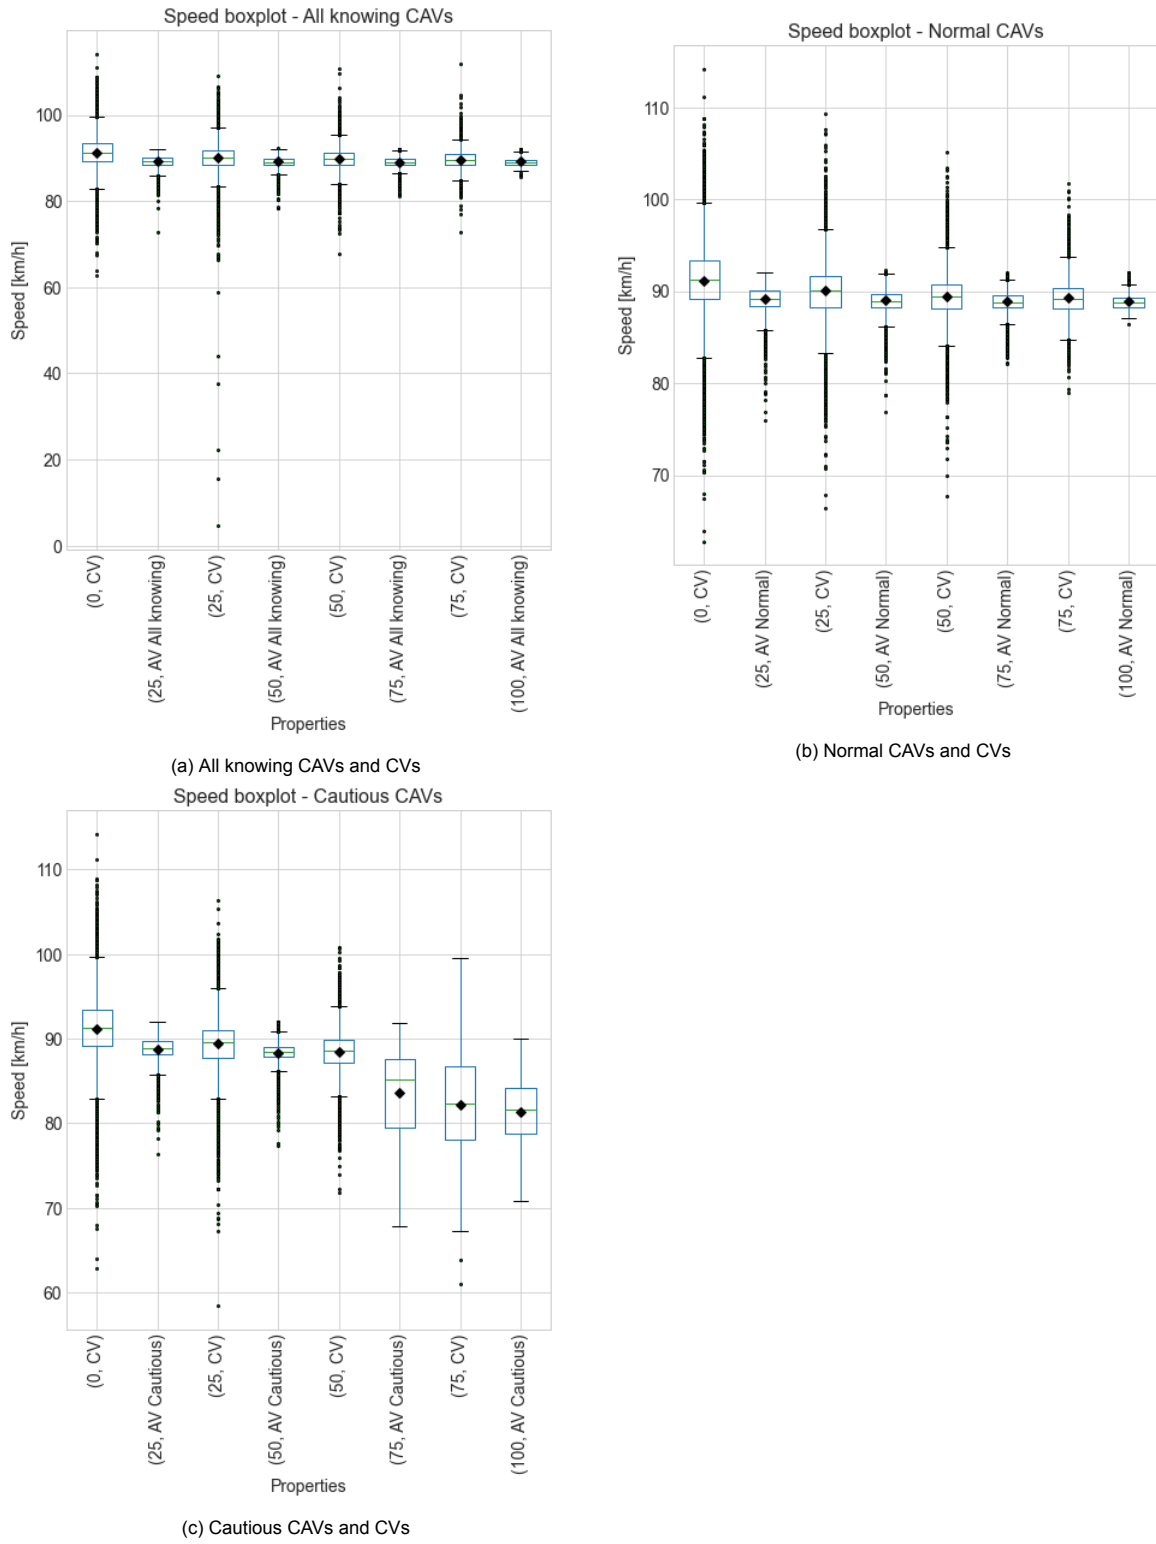 Speed boxplot - All knowing CAVs
Speed [km/h]
100
80
60
40
20
0
(0, CV)
(25, AV All knowing)
(25, CV)
(50, AV All knowing)
(50, CV)
(75, AV All knowing)
(75, CV)
(100, AV All knowing)
Properties
(a) All knowing CAVs and CVs
Speed boxplot - Normal CAVs
Speed [km/h]
110
100
90
80
70
(0, CV)
(25, AV Normal)
(25, CV)
(50, AV Normal)
(50, CV)
(75, AV Normal)
(75, CV)
(100, AV Normal)
Properties
(b) Normal CAVs and CVs
Speed boxplot - Cautious CAVs
Speed [km/h]
110
100
90
80
70
60
(0, CV)
(25, AV Cautious)
(25, CV)
(50, AV Cautious)
(50, CV)
(75, AV Cautious)
(75, CV)
(100, AV Cautious)
Properties
(c) Cautious CAVs and CVs